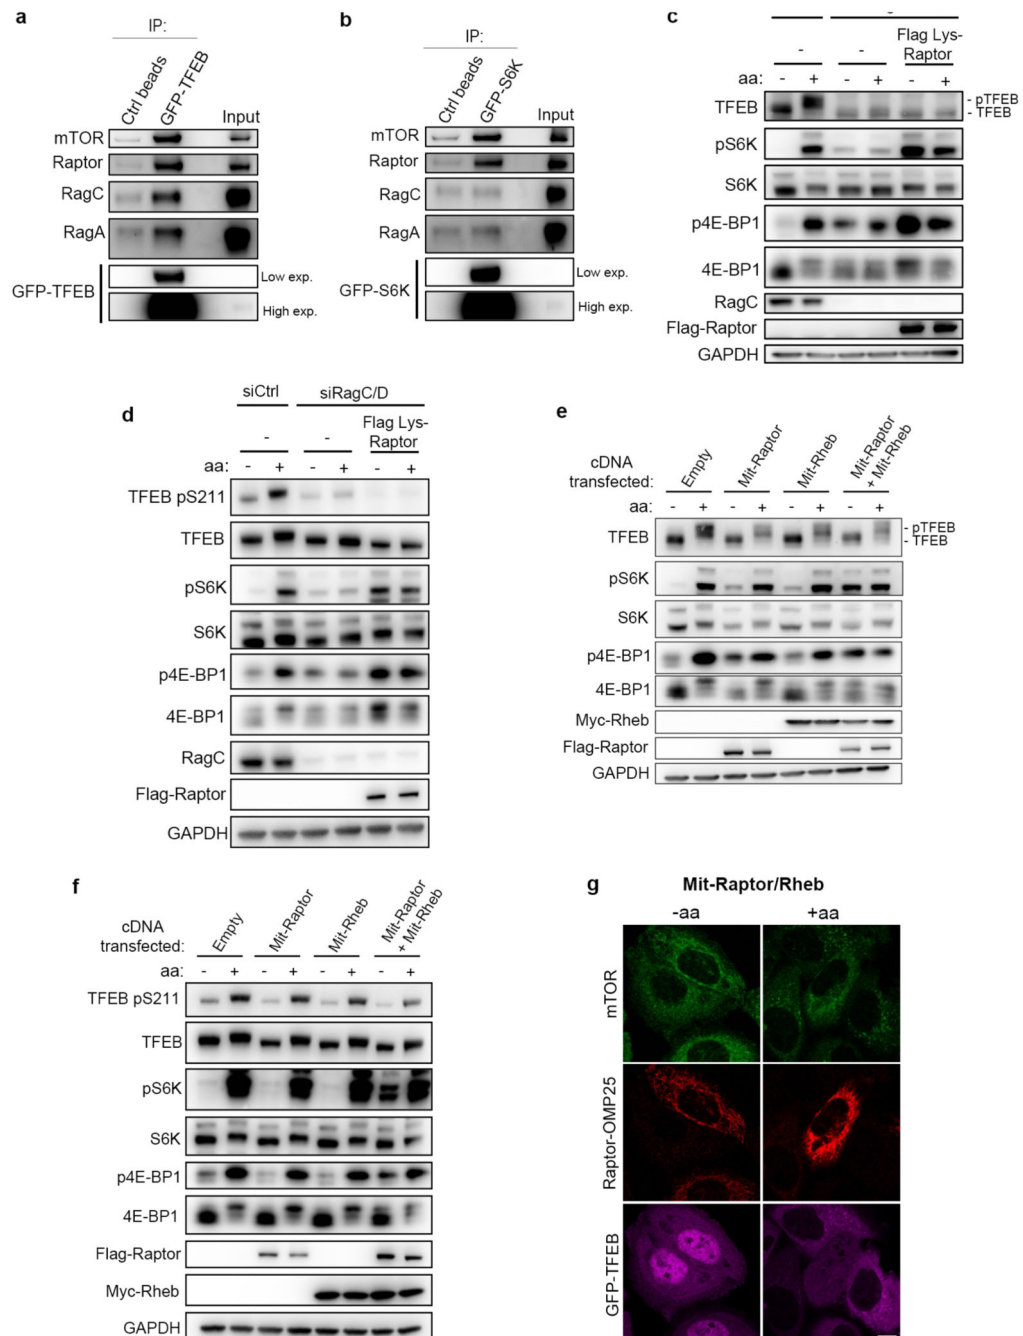 a
IP:
Ctrl beads
GFP-TFEB
Input
mTOR
Raptor
RagC
RagA
GFP-TFEB
Low exp.
High exp.
b
IP:
Ctrl beads
GFP-S6K
Input
mTOR
Raptor
RagC
RagA
GFP-S6K
Low exp.
High exp.
c
Flag Lys-
Raptor
- -
aa: - + - + - +
TFEB
- pTFEB
- TFEB
pS6K
S6K
p4E-BP1
4E-BP1
RagC
Flag-Raptor
GAPDH
d
siCtrl siRagC/D
Flag Lys-
Raptor
- -
aa: - + - + - +
TFEB pS211
TFEB
pS6K
S6K
p4E-BP1
4E-BP1
RagC
Flag-Raptor
GAPDH
e
cDNA
transfected:
Empty
Mit-Raptor
Mit-Rheb
Mit-Raptor
+ Mit-Rheb
aa: - + - + - + - +
TFEB
- pTFEB
- TFEB
pS6K
S6K
p4E-BP1
4E-BP1
Myc-Rheb
Flag-Raptor
GAPDH
f
cDNA
transfected:
Empty
Mit-Raptor
Mit-Rheb
Mit-Raptor
+ Mit-Rheb
aa: - + - + - + - +
TFEB pS211
TFEB
pS6K
S6K
p4E-BP1
4E-BP1
Flag-Raptor
Myc-Rheb
GAPDH
g
Mit-Raptor/Rheb
-aa +aa
mTOR
Raptor-OMP25
GFP-TFEB